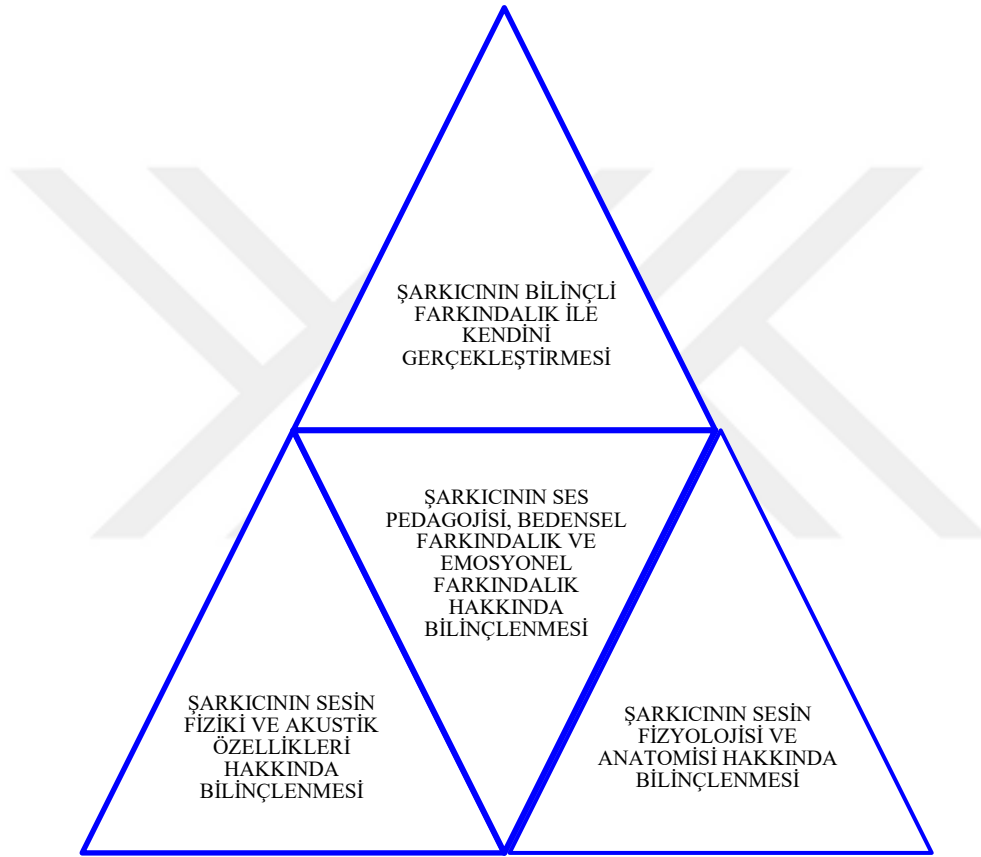 ŞARKICININ BİLİNÇLİ
FARKINDALIK İLE
KENDİNİ
GERÇEKLEŞTİRMESİ
ŞARKICININ SES
PEDAGOJİSİ, BEDENSEL
FARKINDALIK VE
EMOSYONEL
FARKINDALIK
HAKKINDA
BİLİNÇLENMESİ
ŞARKICININ SESİN
FİZİKİ VE AKUSTİK
ÖZELLİKLERİ
HAKKINDA
BİLİNÇLENMESİ
ŞARKICININ SESİN
FİZYOLOJİSİ VE
ANATOMİSİ HAKKINDA
BİLİNÇLENMESİ